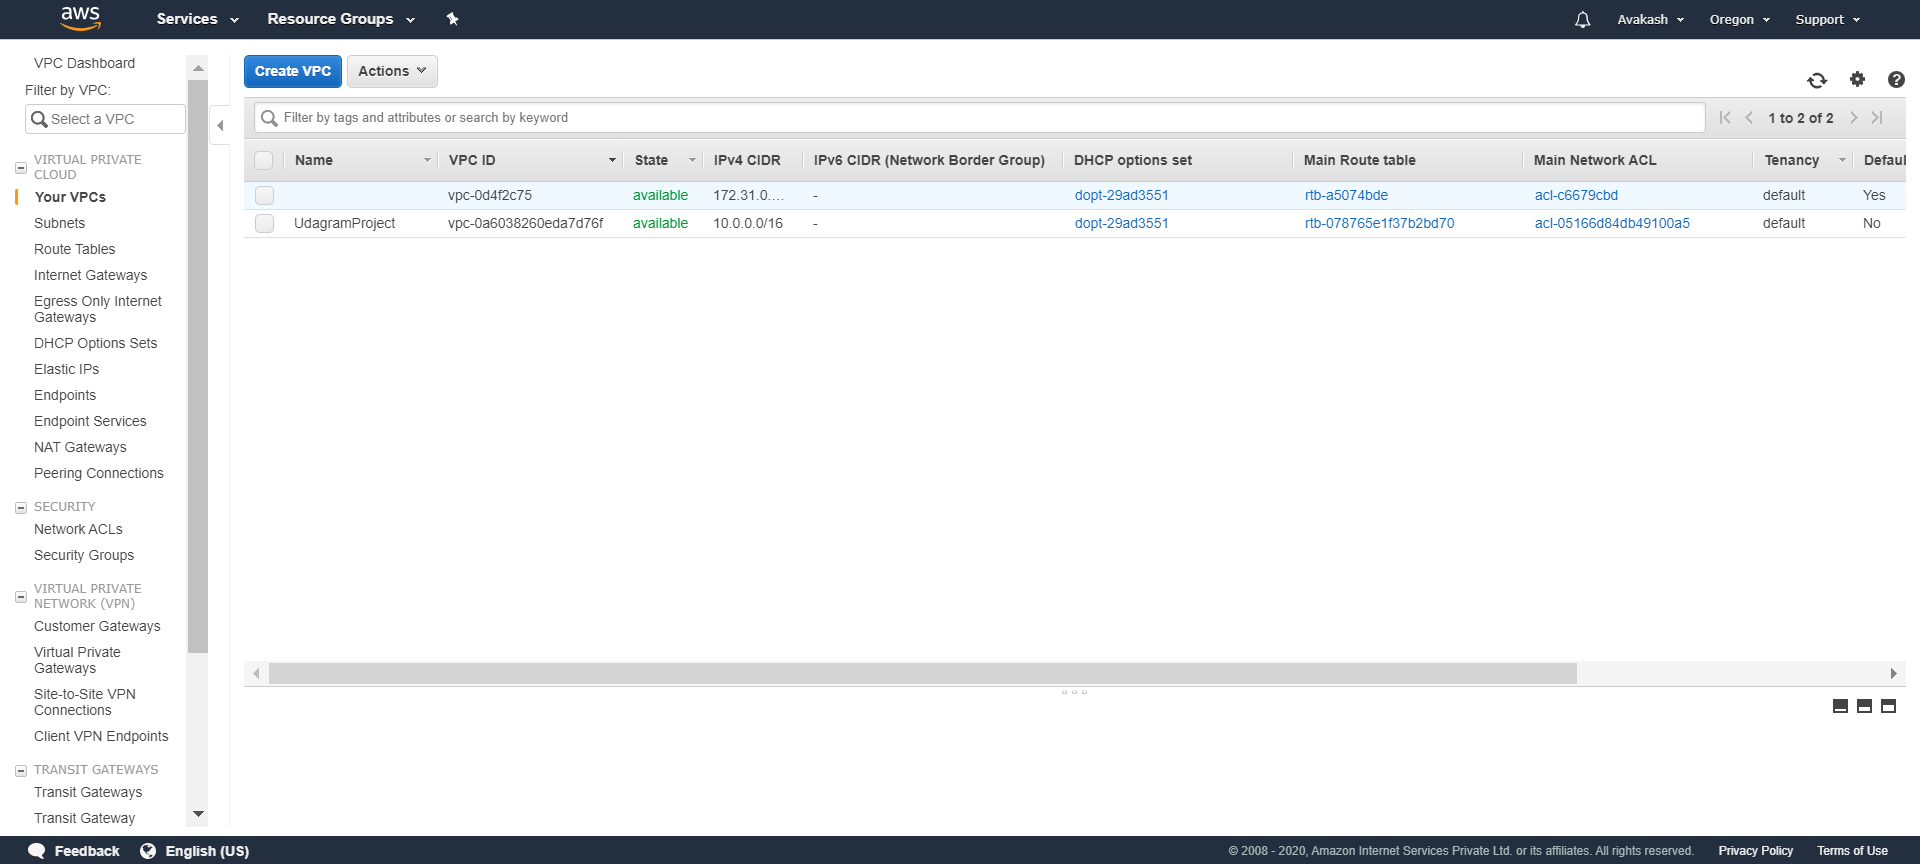 aws Services Resource Groups Avakash Oregon Support
VPC Dashboard
Filter by VPC:
Select a VPC
VIRTUAL PRIVATE
CLOUD
Your VPCs
Subnets
Route Tables
Internet Gateways
Egress Only Internet
Gateways
DHCP Options Sets
Elastic IPs
Endpoints
Endpoint Services
NAT Gateways
Peering Connections
SECURITY
Network ACLs
Security Groups
VIRTUAL PRIVATE
NETWORK (VPN)
Customer Gateways
Virtual Private
Gateways
Site-to-Site VPN
Connections
Client VPN Endpoints
TRANSIT GATEWAYS
Transit Gateways
Transit Gateway
Create VPC Actions
Filter by tags and attributes or search by keyword 1 to 2 of 2
Name VPC ID State IPv4 CIDR IPv6 CIDR (Network Border Group) DHCP options set Main Route table Main Network ACL Tenancy Defaul
vpc-0d4f2c75 available 172.31.0.... - dopt-29ad3551 rtb-a5074bde acl-c6679cbd default Yes
UdagramProject vpc-0a6038260eda7d76f available 10.0.0.0/16 - dopt-29ad3551 rtb-078765e1f37b2bd70 acl-05166d84db49100a5 default No
Feedback English (US) © 2008 - 2020, Amazon Internet Services Private Ltd. or its affiliates. All rights reserved. Privacy Policy Terms of Use